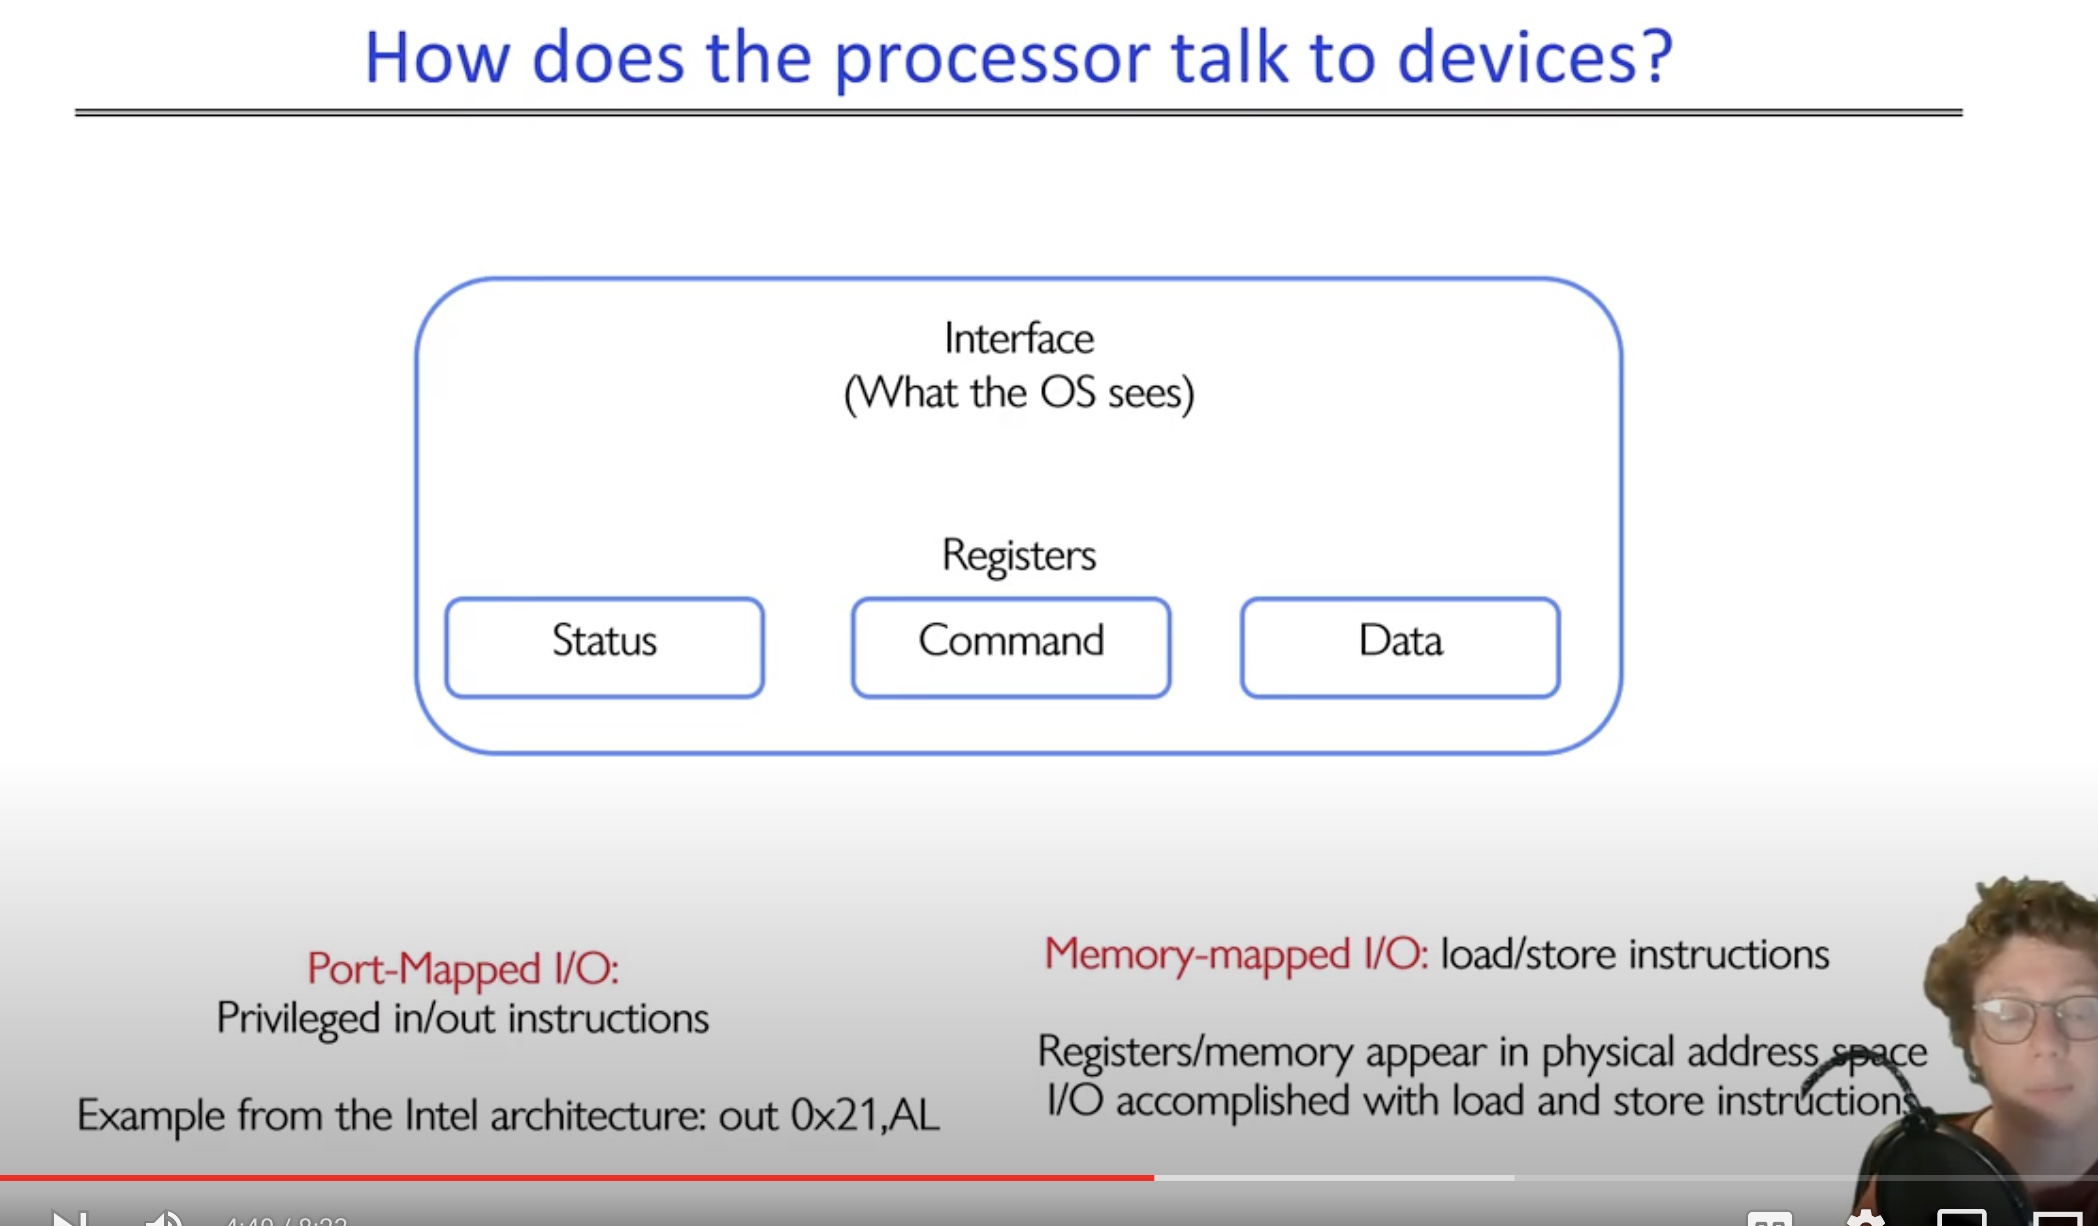 How does the processor talk to devices?
Interface
(What the OS sees)
Registers
Status
Command
Data
Port-Mapped I/O:
Privileged in/out instructions
Example from the Intel architecture: out 0x21,AL
Memory-mapped I/O: load/store instructions
Registers/memory appear in physical address space
I/O accomplished with load and store instructions